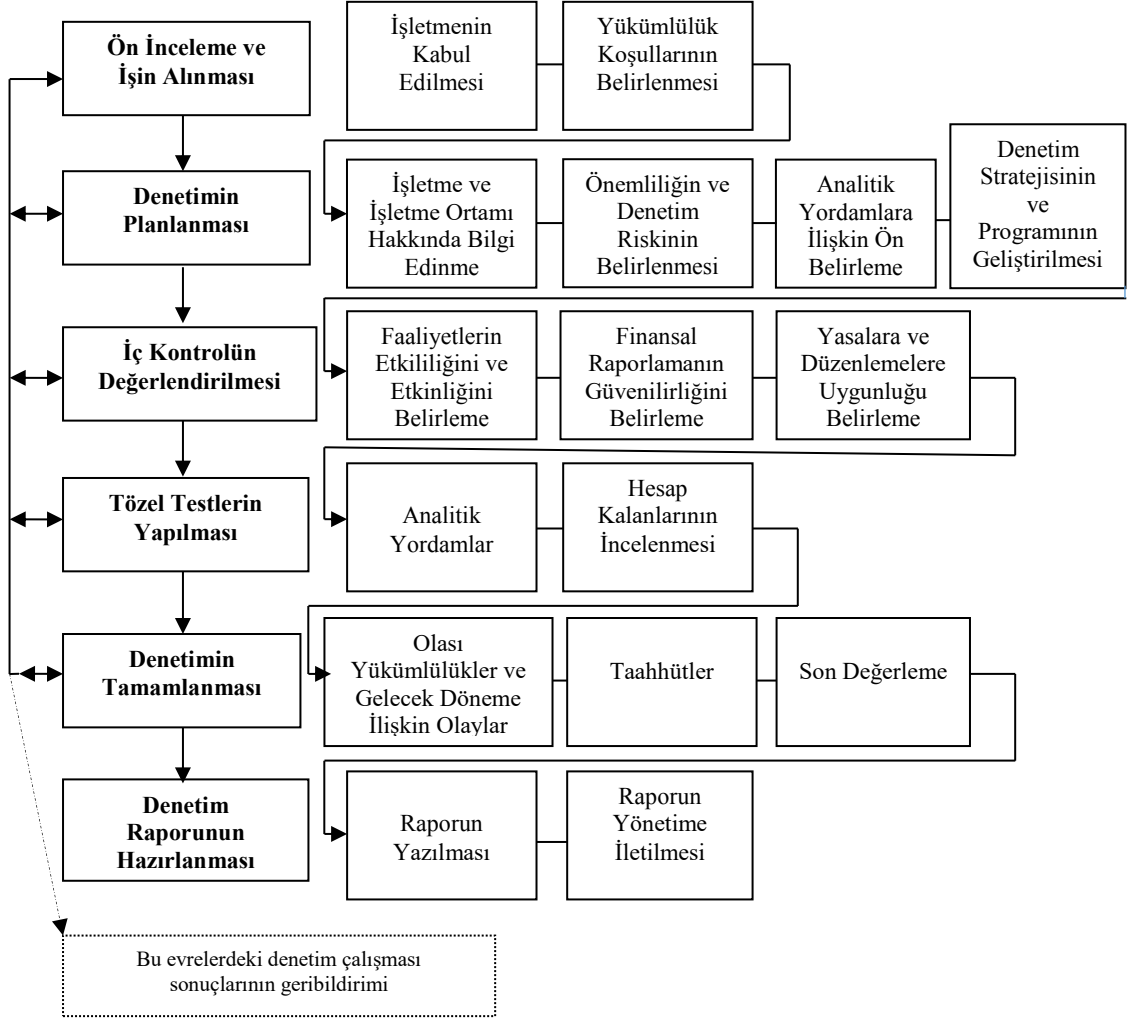 Ön İnceleme ve
İşin Alınması
İşletmenin
Kabul
Edilmesi
Yükümlülük
Koşullarının
Belirlenmesi
Denetimin
Planlanması
İşletme ve
İşletme Ortamı
Hakkında Bilgi
Edinme
Önemliliğin ve
Denetim
Riskinin
Belirlenmesi
Analitik
Yordamlara
İlişkin Ön
Belirleme
Denetim
Stratejisinin
ve
Programının
Geliştirilmesi
İç Kontrolün
Değerlendirilmesi
Faaliyetlerin
Etkililiğini ve
Etkinliğini
Belirleme
Finansal
Raporlamanın
Güvenilirliğini
Belirleme
Yasalara ve
Düzenlemelere
Uygunluğu
Belirleme
Tözel Testlerin
Yapılması
Analitik
Yordamlar
Hesap
Kalanlarının
İncelenmesi
Denetimin
Tamamlanması
Olası
Yükümlülükler ve
Gelecek Döneme
İlişkin Olaylar
Taahhütler
Son Değerleme
Denetim
Raporunun
Hazırlanması
Raporun
Yazılması
Raporun
Yönetime
İletilmesi
Bu evrelerdeki denetim çalışması
sonuçlarının geribildirimi